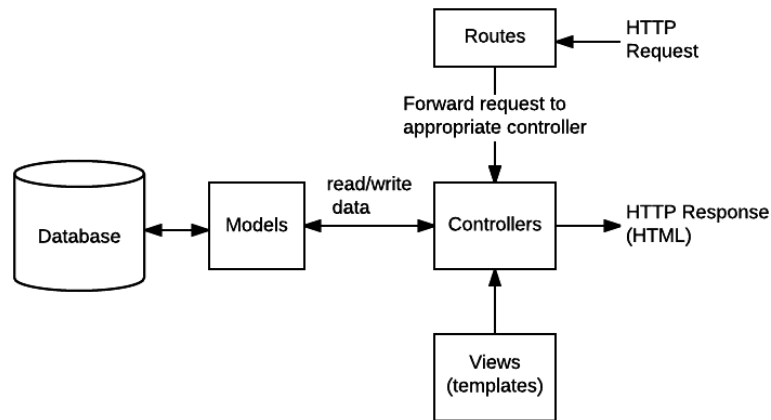 Routes
HTTP
Request
Forward request to
appropriate controller
Database
Models
read/write
data
Controllers
HTTP Response
(HTML)
Views
(templates)